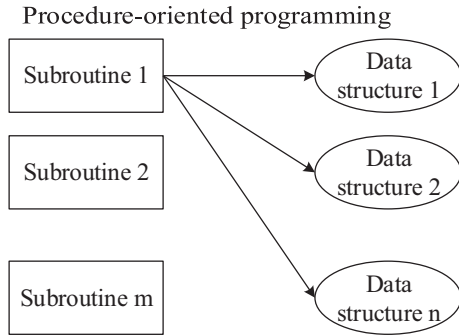 Procedure-oriented programming
Subroutine 1
Data
structure 1
Subroutine 2
Data
structure 2
Subroutine m
Data
structure n